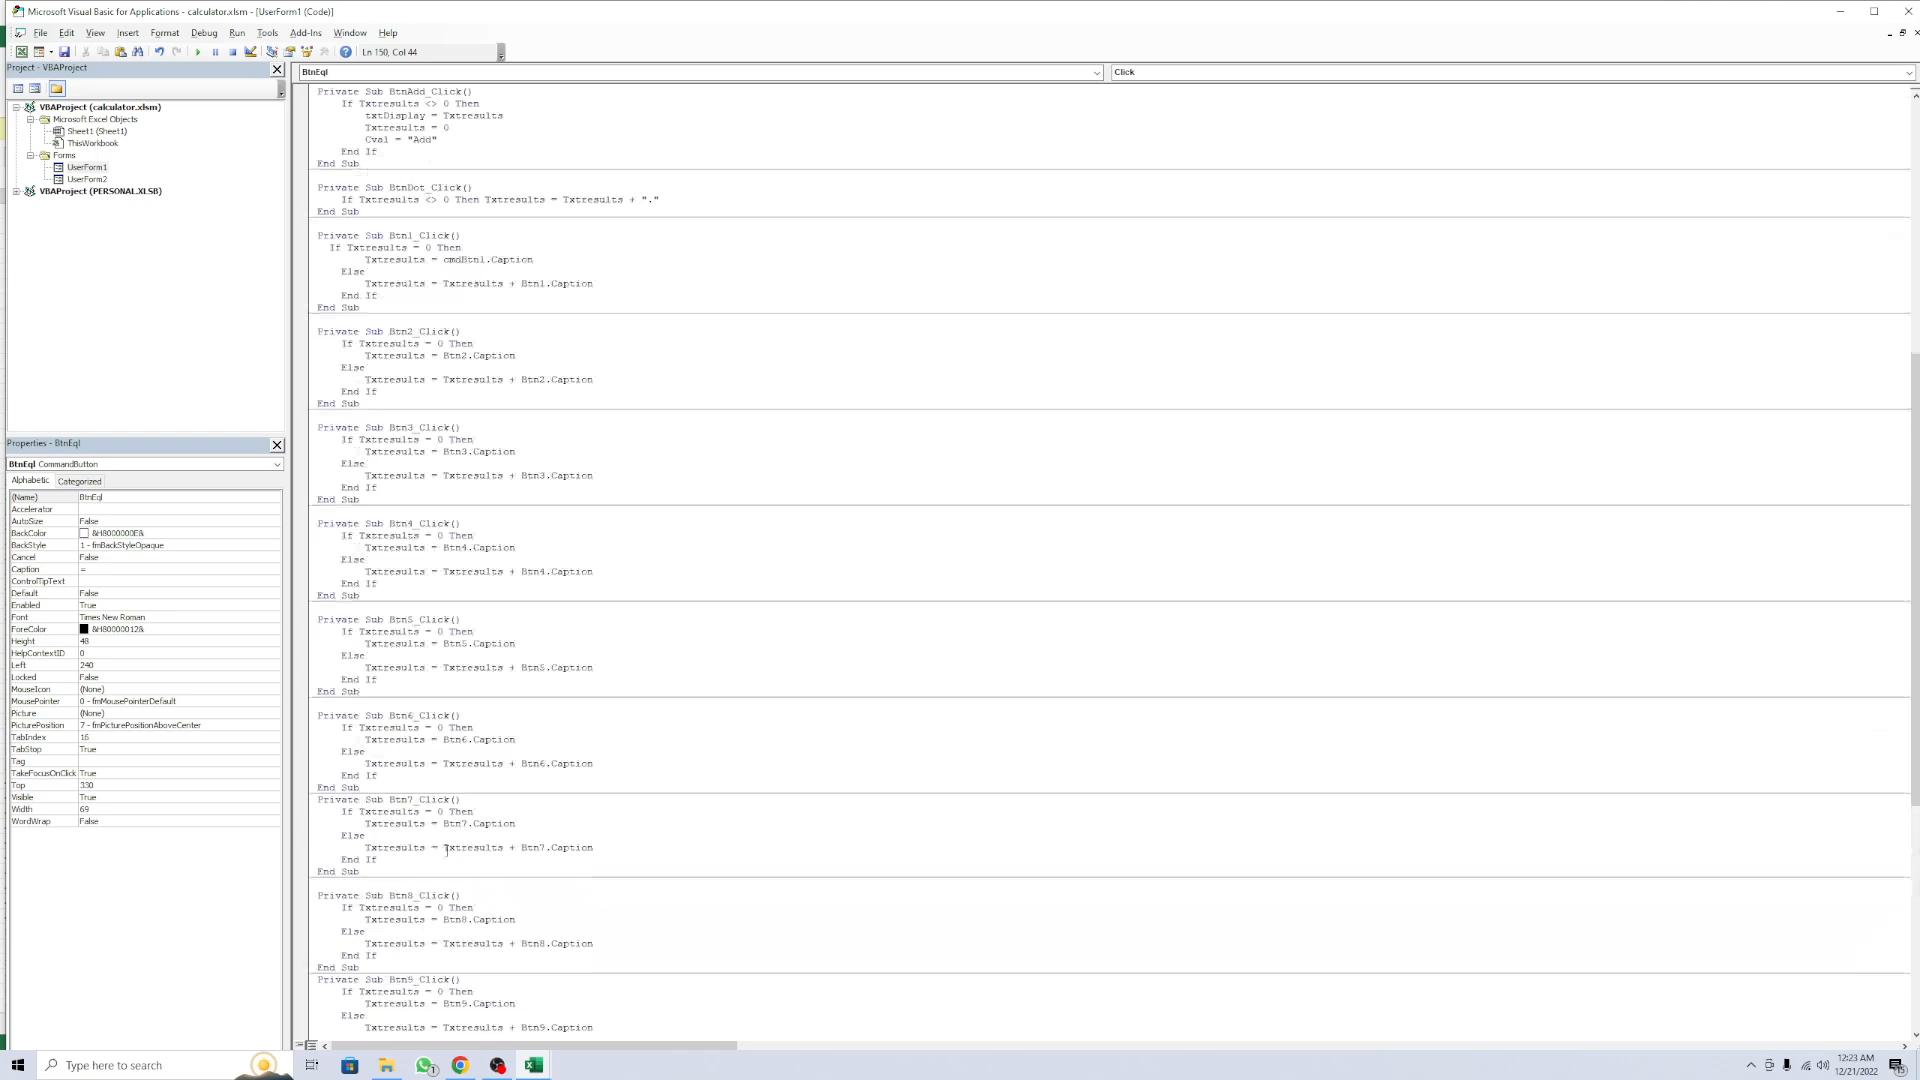 Microsoft Visual Basic for Applications - calculator.xlsm - [UserForm1 (Code)]
File Edit View Insert Format Debug Run Tools Add-Ins Window Help
Ln 150, Col 44
Project - VBAProject
BtnEql
Click
VBAProject (calculator.xlsm)
Microsoft Excel Objects
Sheet1 (Sheet1)
ThisWorkbook
Forms
UserForm1
UserForm2
VBAProject (PERSONAL.XLSB)
Properties - BtnEql
BtnEql CommandButton
Alphabetic Categorized
(Name) BtnEql
Accelerator
AutoSize False
BackColor &H8000000E&
BackStyle 1 - fmBackStyleOpaque
Cancel False
Caption =
ControlTipText
Default False
Enabled True
Font Times New Roman
ForeColor &H80000012&
Height 48
HelpContextID 0
Left 240
Locked False
MouseIcon (None)
MousePointer 0 - fmMousePointerDefault
Picture (None)
PicturePosition 7 - fmPicturePositionAboveCenter
TabIndex 16
TabStop True
Tag
TakeFocusOnClick True
Top 330
Visible True
Width 69
WordWrap False
Private Sub BtnAdd_Click()
If Txtresults <> 0 Then
txtDisplay = Txtresults
Txtresults = 0
Cval = "Add"
End If
End Sub
Private Sub BtnDot_Click()
If Txtresults <> 0 Then Txtresults = Txtresults + "."
End Sub
Private Sub Btn1_Click()
If Txtresults = 0 Then
Txtresults = cmdBtn1.Caption
Else
Txtresults = Txtresults + Btn1.Caption
End If
End Sub
Private Sub Btn2_Click()
If Txtresults = 0 Then
Txtresults = Btn2.Caption
Else
Txtresults = Txtresults + Btn2.Caption
End If
End Sub
Private Sub Btn3_Click()
If Txtresults = 0 Then
Txtresults = Btn3.Caption
Else
Txtresults = Txtresults + Btn3.Caption
End If
End Sub
Private Sub Btn4_Click()
If Txtresults = 0 Then
Txtresults = Btn4.Caption
Else
Txtresults = Txtresults + Btn4.Caption
End If
End Sub
Private Sub Btn5_Click()
If Txtresults = 0 Then
Txtresults = Btn5.Caption
Else
Txtresults = Txtresults + Btn5.Caption
End If
End Sub
Private Sub Btn6_Click()
If Txtresults = 0 Then
Txtresults = Btn6.Caption
Else
Txtresults = Txtresults + Btn6.Caption
End If
End Sub
Private Sub Btn7_Click()
If Txtresults = 0 Then
Txtresults = Btn7.Caption
Else
Txtresults = Txtresults + Btn7.Caption
End If
End Sub
Private Sub Btn8_Click()
If Txtresults = 0 Then
Txtresults = Btn8.Caption
Else
Txtresults = Txtresults + Btn8.Caption
End If
End Sub
Private Sub Btn9_Click()
If Txtresults = 0 Then
Txtresults = Btn9.Caption
Else
Txtresults = Txtresults + Btn9.Caption
Type here to search
12:23 AM
12/21/2022